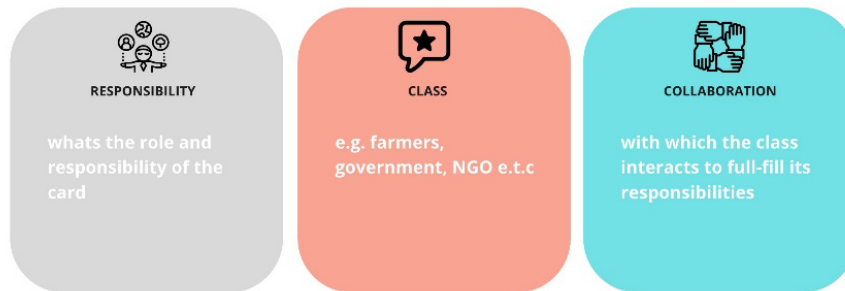 RESPONSIBILITY
whats the role and
responsibility of the
card
CLASS
e.g. farmers,
government, NGO e.t.c
COLLABORATION
with which the class
interacts to full-fill its
responsibilities